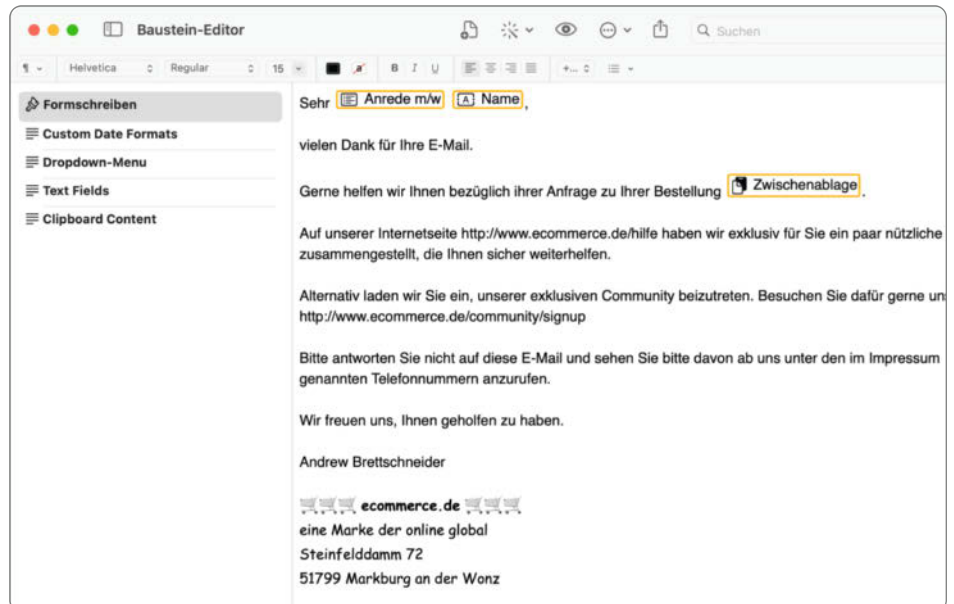 Baustein-Editor
Suchen
Helvetica Regular 15 B I U
Formschreiben
Custom Date Formats
Dropdown-Menu
Text Fields
Clipboard Content
Sehr Anrede m/w Name,
vielen Dank für Ihre E-Mail.
Gerne helfen wir Ihnen bezüglich ihrer Anfrage zu Ihrer Bestellung Zwischenablage.
Auf unserer Internetseite http://www.ecommerce.de/hilfe haben wir exklusiv für Sie ein paar nützliche
zusammengestellt, die Ihnen sicher weiterhelfen.
Alternativ laden wir Sie ein, unserer exklusiven Community beizutreten. Besuchen Sie dafür gerne un
http://www.ecommerce.de/community/signup
Bitte antworten Sie nicht auf diese E-Mail und sehen Sie bitte davon ab uns unter den im Impressum
genannten Telefonnummern anzurufen.
Wir freuen uns, Ihnen geholfen zu haben.
Andrew Brettschneider
🛒🛒🛒 ecommerce.de 🛒🛒🛒
eine Marke der online global
Steinfelddamm 72
51799 Markburg an der Wonz